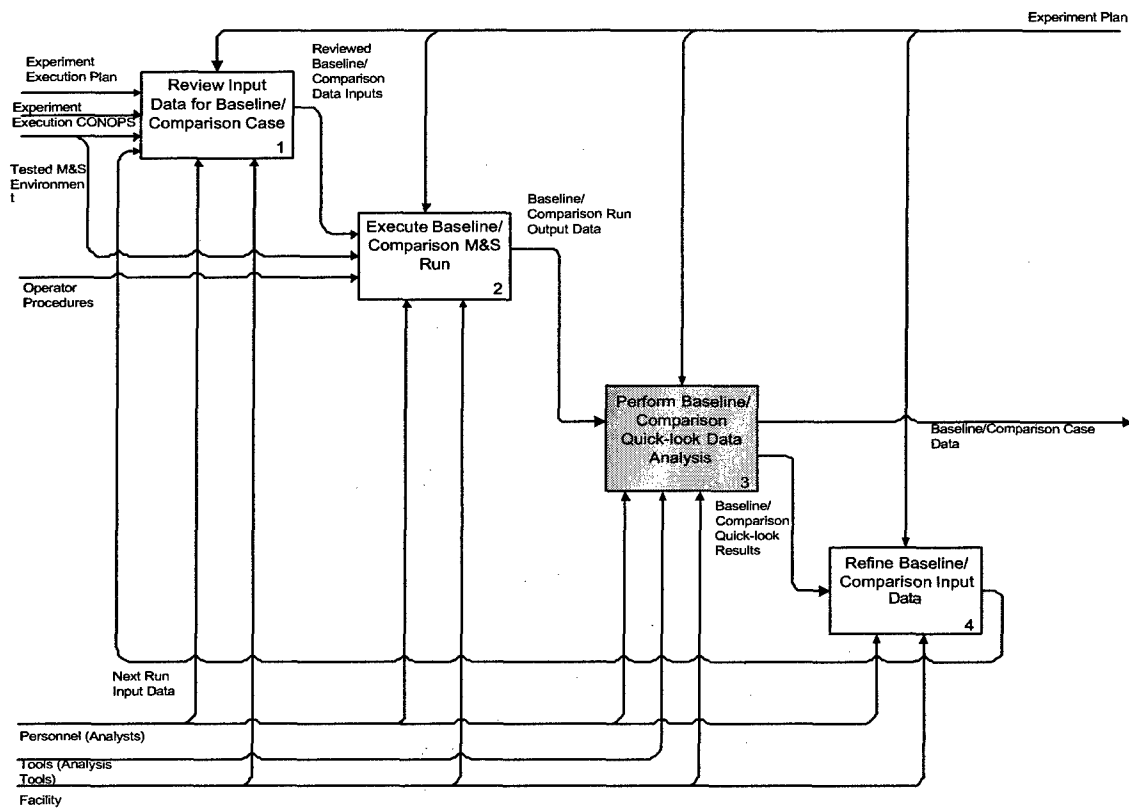 Experiment Plan
Experiment
Execution Plan
Experiment
Execution CONOPS
Tested M&S
Environmen
t
Review Input
Data for Baseline/
Comparison Case
1
Reviewed
Baseline/
Comparison
Data Inputs
Operator
Procedures
Execute Baseline/
Comparison M&S
Run
2
Baseline/
Comparison Run
Output Data
Perform Baseline/
Comparison
Quick-look Data
Analysis
3
Baseline/Comparison Case
Data
Baseline/
Comparison
Quick-look
Results
Refine Baseline/
Comparison Input
Data
4
Next Run
Input Data
Personnel (Analysts)
Tools (Analysis
Tools)
Facility